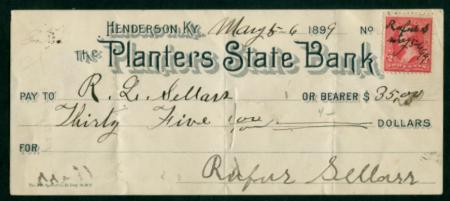 HENDERSON, KY. May 5-6 1899 No
THE Planters State Bank
PAY TO R. L. Sellars OR BEARER $ 35.00
Thirty Five DOLLARS
FOR
Rufus Sellars